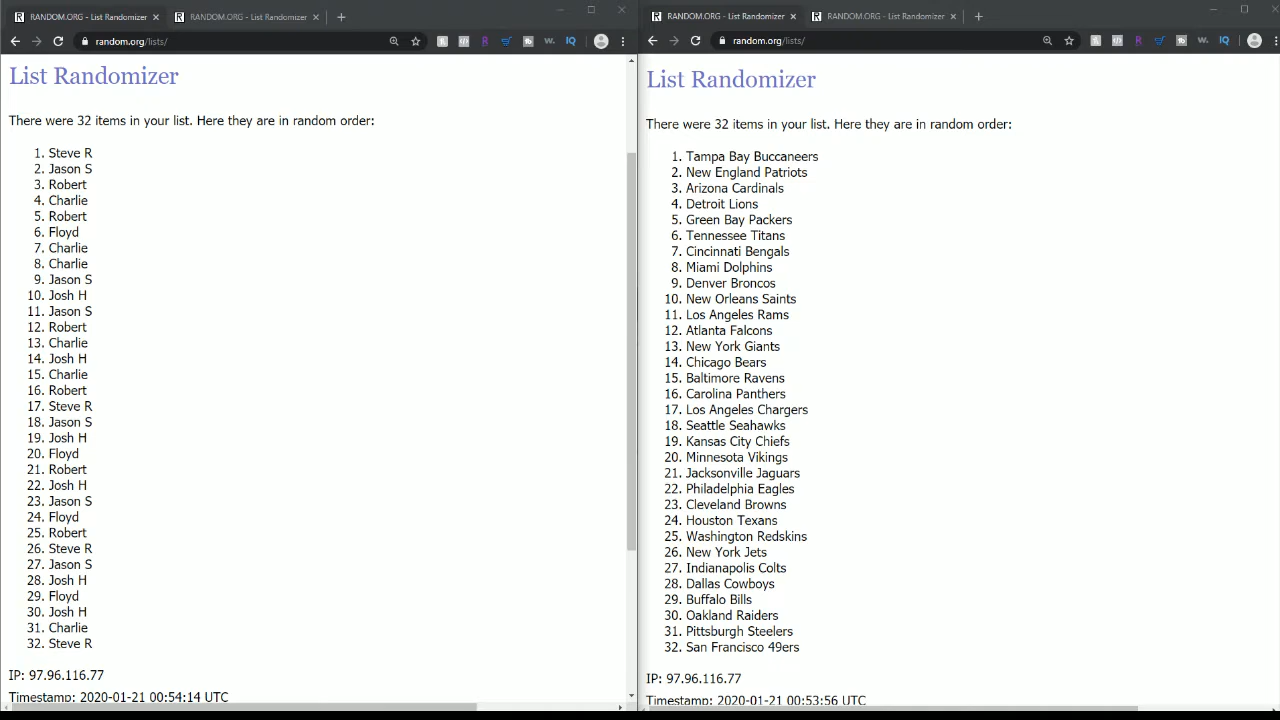 RANDOM.ORG - List Randomizer
RANDOM.ORG - List Randomizer
random.org/lists/
List Randomizer
There were 32 items in your list. Here they are in random order:
1. Steve R
2. Jason S
3. Robert
4. Charlie
5. Robert
6. Floyd
7. Charlie
8. Charlie
9. Jason S
10. Josh H
11. Jason S
12. Robert
13. Charlie
14. Josh H
15. Charlie
16. Robert
17. Steve R
18. Jason S
19. Josh H
20. Floyd
21. Robert
22. Josh H
23. Jason S
24. Floyd
25. Robert
26. Steve R
27. Jason S
28. Josh H
29. Floyd
30. Josh H
31. Charlie
32. Steve R
IP: 97.96.116.77
Timestamp: 2020-01-21 00:54:14 UTC
RANDOM.ORG - List Randomizer
RANDOM.ORG - List Randomizer
random.org/lists/
List Randomizer
There were 32 items in your list. Here they are in random order:
1. Tampa Bay Buccaneers
2. New England Patriots
3. Arizona Cardinals
4. Detroit Lions
5. Green Bay Packers
6. Tennessee Titans
7. Cincinnati Bengals
8. Miami Dolphins
9. Denver Broncos
10. New Orleans Saints
11. Los Angeles Rams
12. Atlanta Falcons
13. New York Giants
14. Chicago Bears
15. Baltimore Ravens
16. Carolina Panthers
17. Los Angeles Chargers
18. Seattle Seahawks
19. Kansas City Chiefs
20. Minnesota Vikings
21. Jacksonville Jaguars
22. Philadelphia Eagles
23. Cleveland Browns
24. Houston Texans
25. Washington Redskins
26. New York Jets
27. Indianapolis Colts
28. Dallas Cowboys
29. Buffalo Bills
30. Oakland Raiders
31. Pittsburgh Steelers
32. San Francisco 49ers
IP: 97.96.116.77
Timestamp: 2020-01-21 00:53:56 UTC